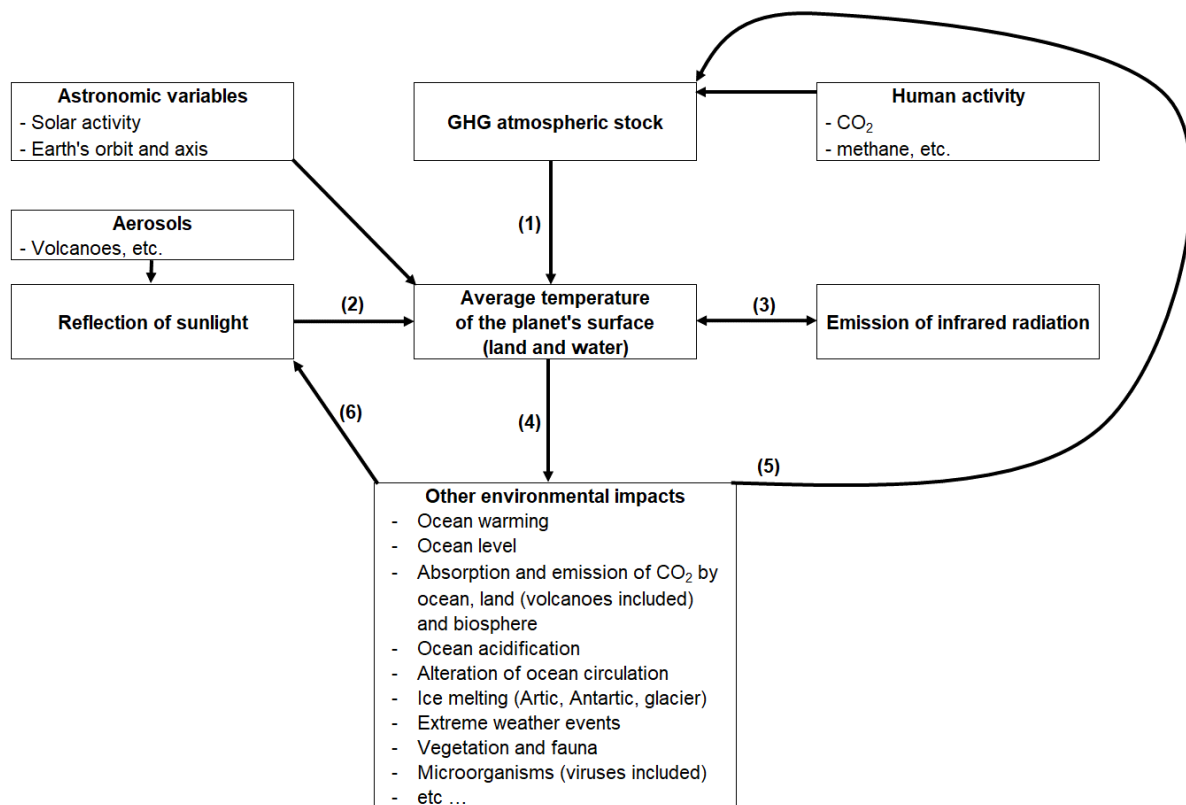 Astronomic variables
- Solar activity
- Earth's orbit and axis
GHG atmospheric stock
Human activity
- CO₂
- methane, etc.
Aerosols
- Volcanoes, etc.
(1)
Reflection of sunlight
(2)
Average temperature
of the planet's surface
(land and water)
(3)
Emission of infrared radiation
(6)
(4)
(5)
Other environmental impacts
- Ocean warming
- Ocean level
- Absorption and emission of CO₂ by
ocean, land (volcanoes included)
and biosphere
- Ocean acidification
- Alteration of ocean circulation
- Ice melting (Artic, Antartic, glacier)
- Extreme weather events
- Vegetation and fauna
- Microorganisms (viruses included)
- etc ...